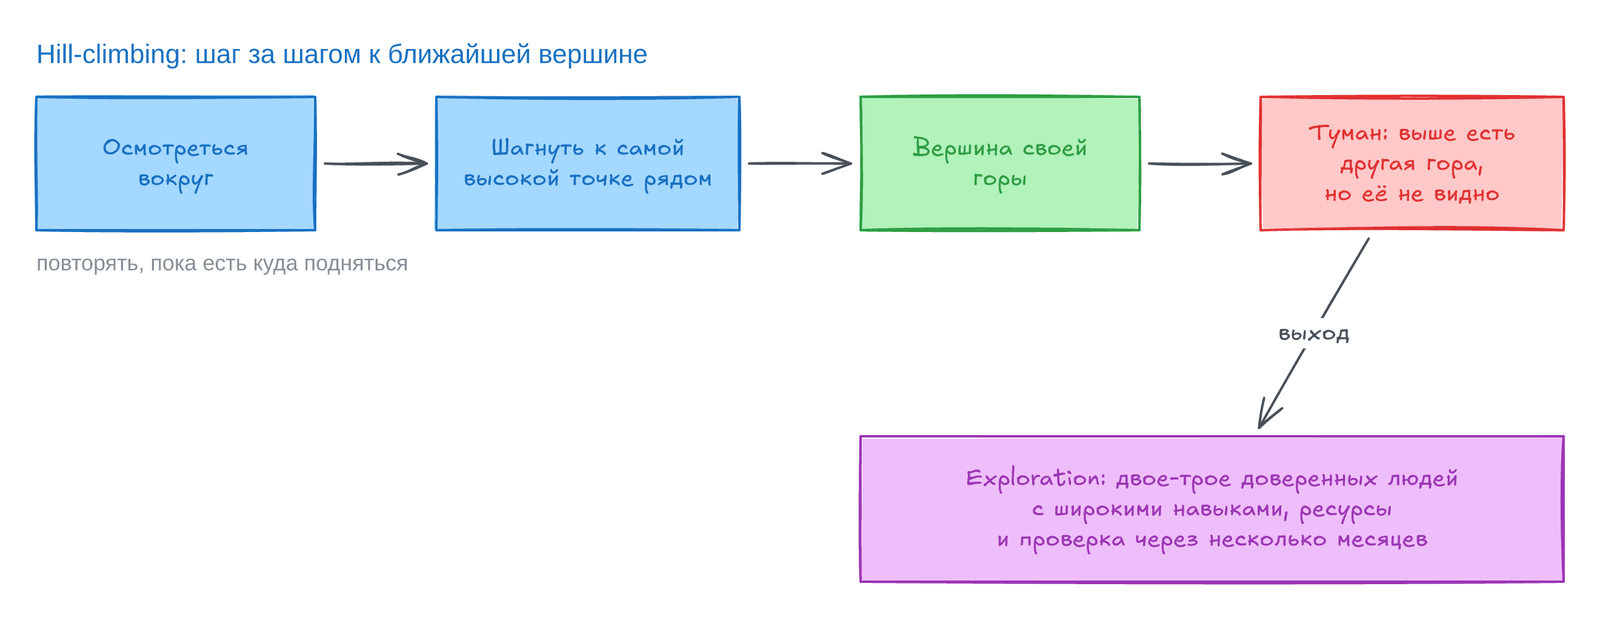 Hill-climbing: шаг за шагом к ближайшей вершине
Осмотреться
вокруг
Шагнуть к самой
высокой точке рядом
Вершина своей
горы
Туман: выше есть
другая гора,
но её не видно
повторять, пока есть куда подняться
выход
Exploration: двое-трое доверенных людей
с широкими навыками, ресурсы
и проверка через несколько месяцев